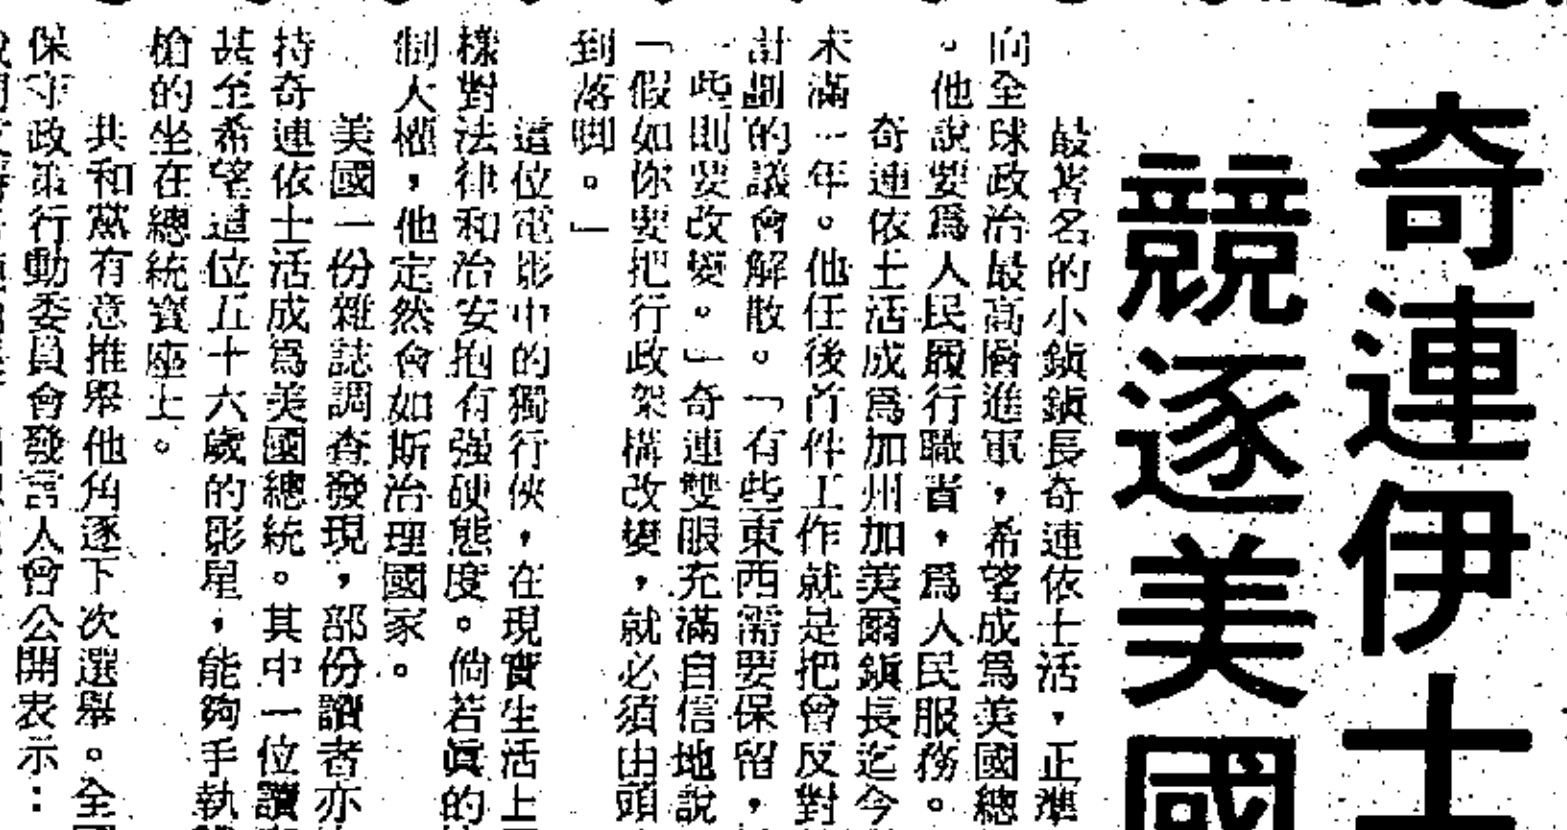 奇連伊士
競逐美國
最著名的小鎮鎮長奇連依士活，正準
向全球政治最高層進軍，希望成爲美國總
。他說要爲人民履行職責，爲人民服務。
奇連依士活成爲加州加美爾鎮長迄今
未滿一年。他任後首件工作就是把曾反對
計劃的議會解散。「有些東西需要保留，
一些則要改變。」奇連雙眼充滿自信地說
「假如你要把行政架構改變，就必須由頭
到落脚。」
這位電影中的獨行俠，在現實生活上
樣對法律和治安抱有强硬態度。倘若眞的
制大權，他定然會如斯治理國家。
美國一份雜誌調查發現，部份讀者亦
持奇連依士活成爲美國總統。其中一位讀
甚至希望這位五十六歲的影星，能夠手執
槍的坐在總統寶座上。
共和黨有意推舉他角逐下次選舉。全國
保守政策行動委員會發言人會公開表示：